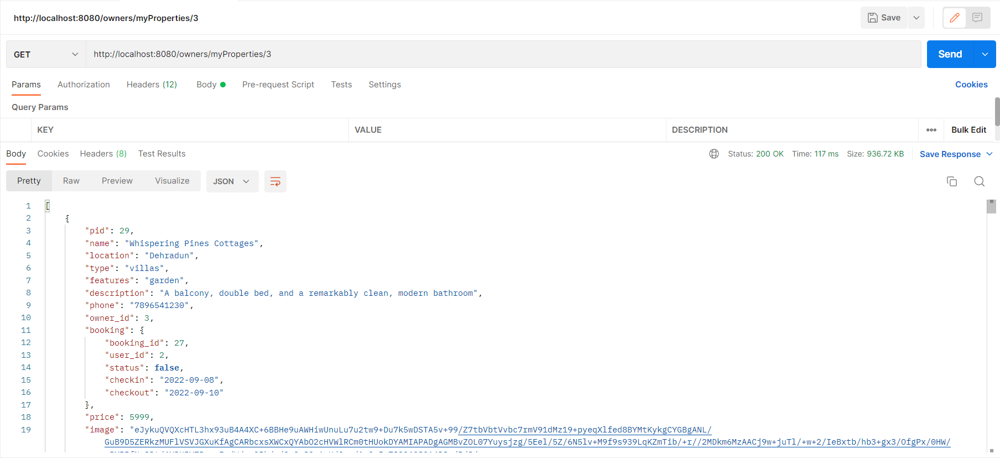 http://localhost:8080/owners/myProperties/3
Save
GET http://localhost:8080/owners/myProperties/3 Send
Params Authorization Headers (12) Body Pre-request Script Tests Settings Cookies
Query Params
KEY VALUE DESCRIPTION ooo Bulk Edit
Body Cookies Headers (8) Test Results Status: 200 OK Time: 117 ms Size: 936.72 KB Save Response
Pretty Raw Preview Visualize JSON
1 [
2 {
3 "pid": 29,
4 "name": "Whispering Pines Cottages",
5 "location": "Dehradun",
6 "type": "villas",
7 "features": "garden",
8 "description": "A balcony, double bed, and a remarkably clean, modern bathroom",
9 "phone": "7896541230",
10 "owner_id": 3,
11 "booking": {
12 "booking_id": 27,
13 "user_id": 2,
14 "status": false,
15 "checkin": "2022-09-08",
16 "checkout": "2022-09-10"
17 },
18 "price": 5999,
19 "image": "eJykuQVQXcHTL3hx93uB4A4XC+6BBHe9uAWHiwUnuLu7u2tw9+Du7k5wDSTA5v+99/Z7tbVbtVvbc7rmV91dMz19+pyeqXlfed8BYMtKykgCYGBgANL/
GuB9D5ZERkzMUFlVSVJGXuKfAgCARbcxsXWCxQYAbO2cHVWlRCm0tHUokDYAMIAPADgAGMBvZOL07Yuysjzg/5Eel/5Z/6N5lv+M9f9s939LqKZmTib/+r//2MDkm6MzAACj9w+juTl/+w+2/IeBxtb/hb3+gx3/OfgPx/0HW/